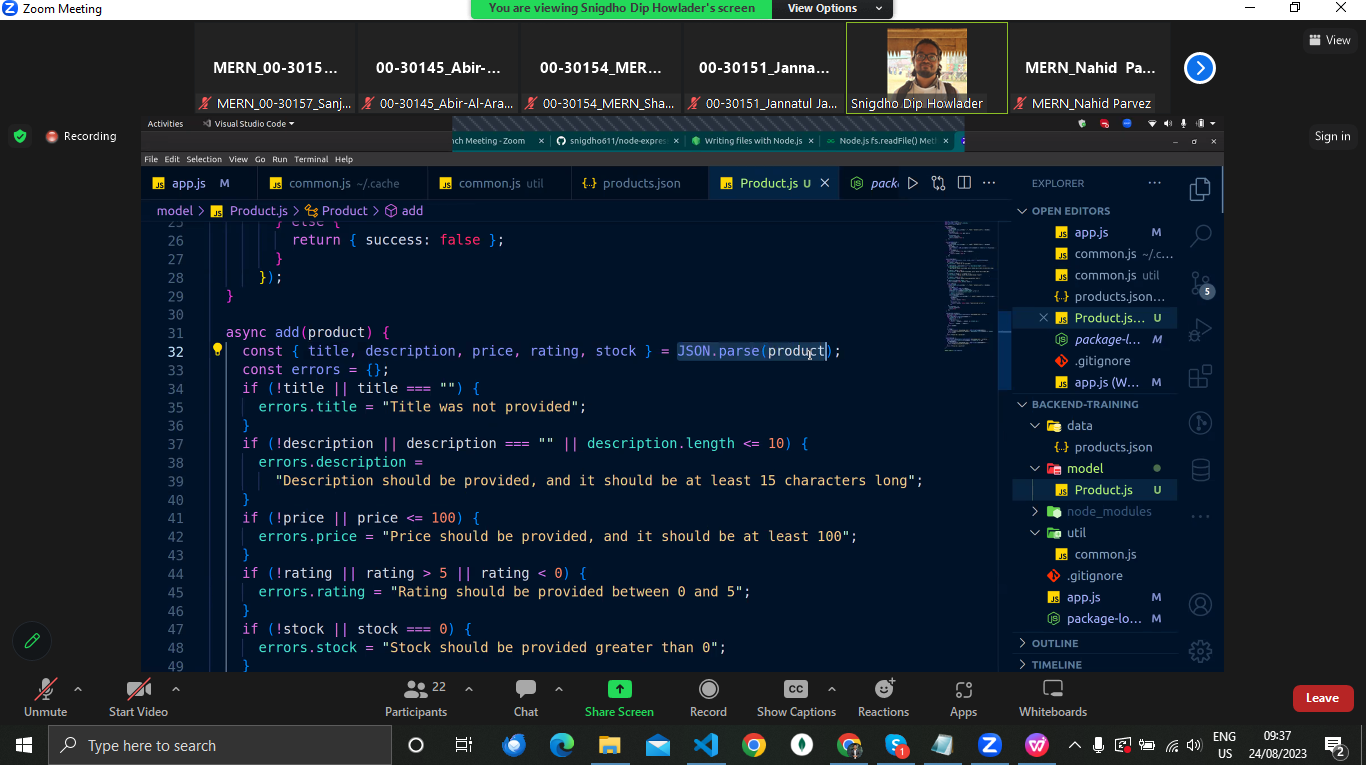 Zoom Meeting
You are viewing Snigdho Dip Howlader's screen
View Options
MERN_00-3015...
00-30145_Abir-...
00-30154_MER...
00-30151_Janna...
MERN_Nahid Pa...
MERN_00-30157_Sanj...
00-30145_Abir-Al-Ara...
00-30154_MERN_Sha...
00-30151_Jannatul Ja...
Snigdho Dip Howlader
MERN_Nahid Parvez
View
Recording
Sign in
Activities
Visual Studio Code
nch Meeting - Zoom
snigdho611/node-expres
Writing files with Node.js
Node.js fs.readFile() Met
File Edit Selection View Go Run Terminal Help
app.js M
common.js ~/.cache
common.js util
products.json
Product.js U
pack
model > Product.js > Product > add
25 } else {
26 return { success: false };
27 }
28 });
29 }
30
31 async add(product) {
32 const { title, description, price, rating, stock } = JSON.parse(product);
33 const errors = {};
34 if (!title || title === "") {
35 errors.title = "Title was not provided";
36 }
37 if (!description || description === "" || description.length <= 10) {
38 errors.description =
39 "Description should be provided, and it should be at least 15 characters long";
40 }
41 if (!price || price <= 100) {
42 errors.price = "Price should be provided, and it should be at least 100";
43 }
44 if (!rating || rating > 5 || rating < 0) {
45 errors.rating = "Rating should be provided between 0 and 5";
46 }
47 if (!stock || stock === 0) {
48 errors.stock = "Stock should be provided greater than 0";
49 }
EXPLORER
OPEN EDITORS
app.js M
common.js ~/.c...
common.js util
products.json...
Product.js... U
package-l... M
.gitignore
app.js (W... M
BACKEND-TRAINING
data
products.json
model
Product.js U
node_modules
util
common.js
.gitignore
app.js M
package-lo... M
OUTLINE
TIMELINE
5
Unmute
Start Video
22
Participants
Chat
Share Screen
Record
CC
Show Captions
Reactions
Apps
Whiteboards
Leave
Type here to search
ENG
US
09:37
24/08/2023
2